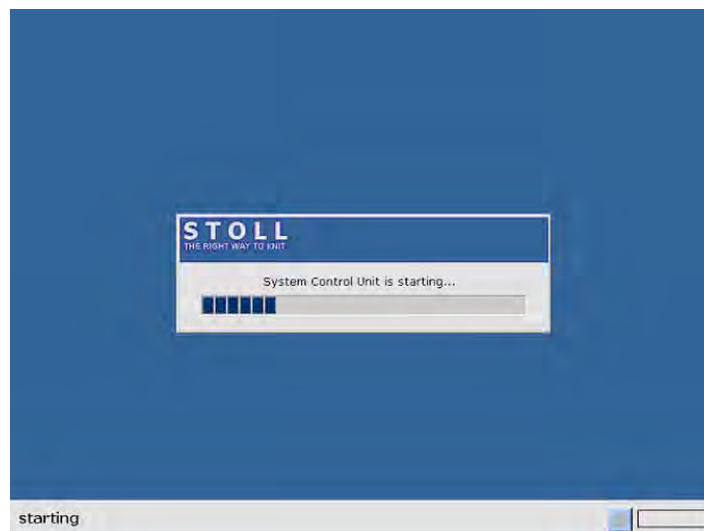 STOLL
THE RIGHT WAY TO KNIT
System Control Unit is starting...
starting